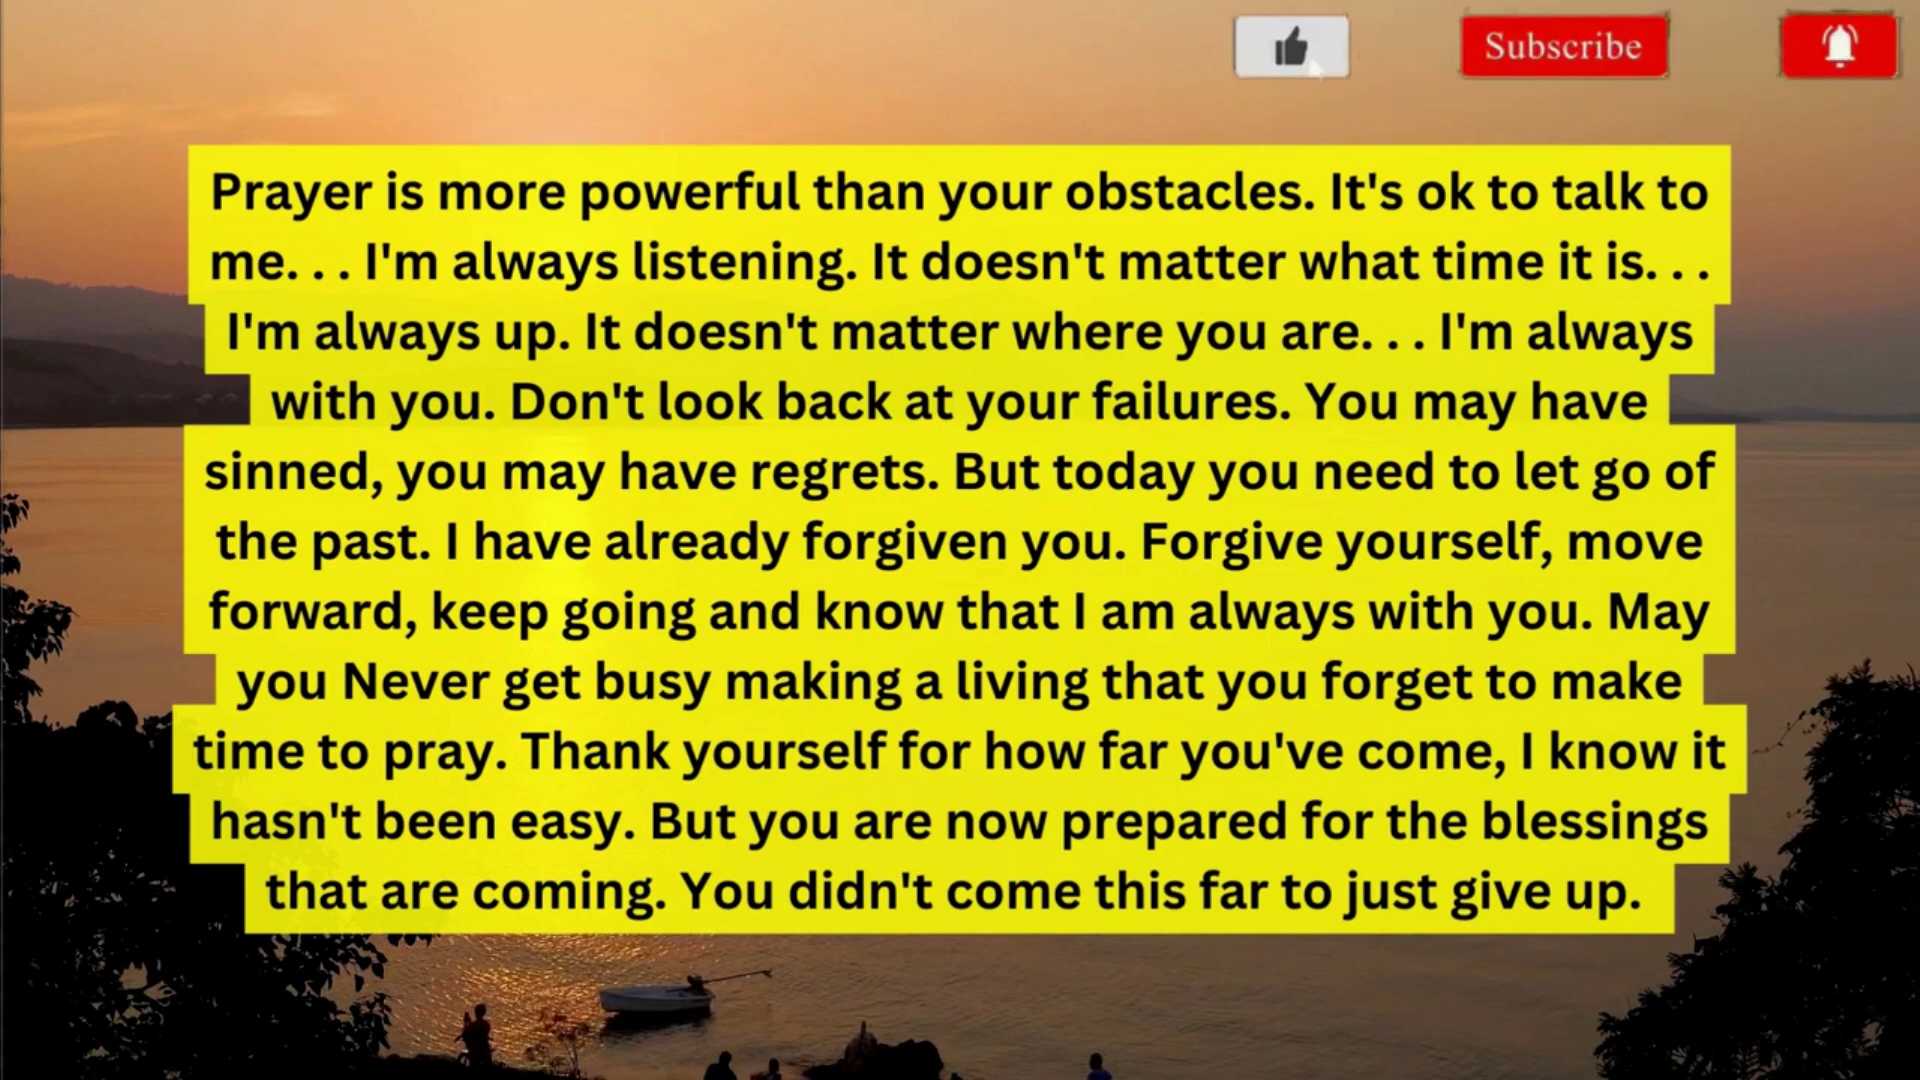 Subscribe
Prayer is more powerful than your obstacles. It's ok to talk to
me. . . I'm always listening. It doesn't matter what time it is. . .
I'm always up. It doesn't matter where you are. . . I'm always
with you. Don't look back at your failures. You may have
sinned, you may have regrets. But today you need to let go of
the past. I have already forgiven you. Forgive yourself, move
forward, keep going and know that I am always with you. May
you Never get busy making a living that you forget to make
time to pray. Thank yourself for how far you've come, I know it
hasn't been easy. But you are now prepared for the blessings
that are coming. You didn't come this far to just give up.